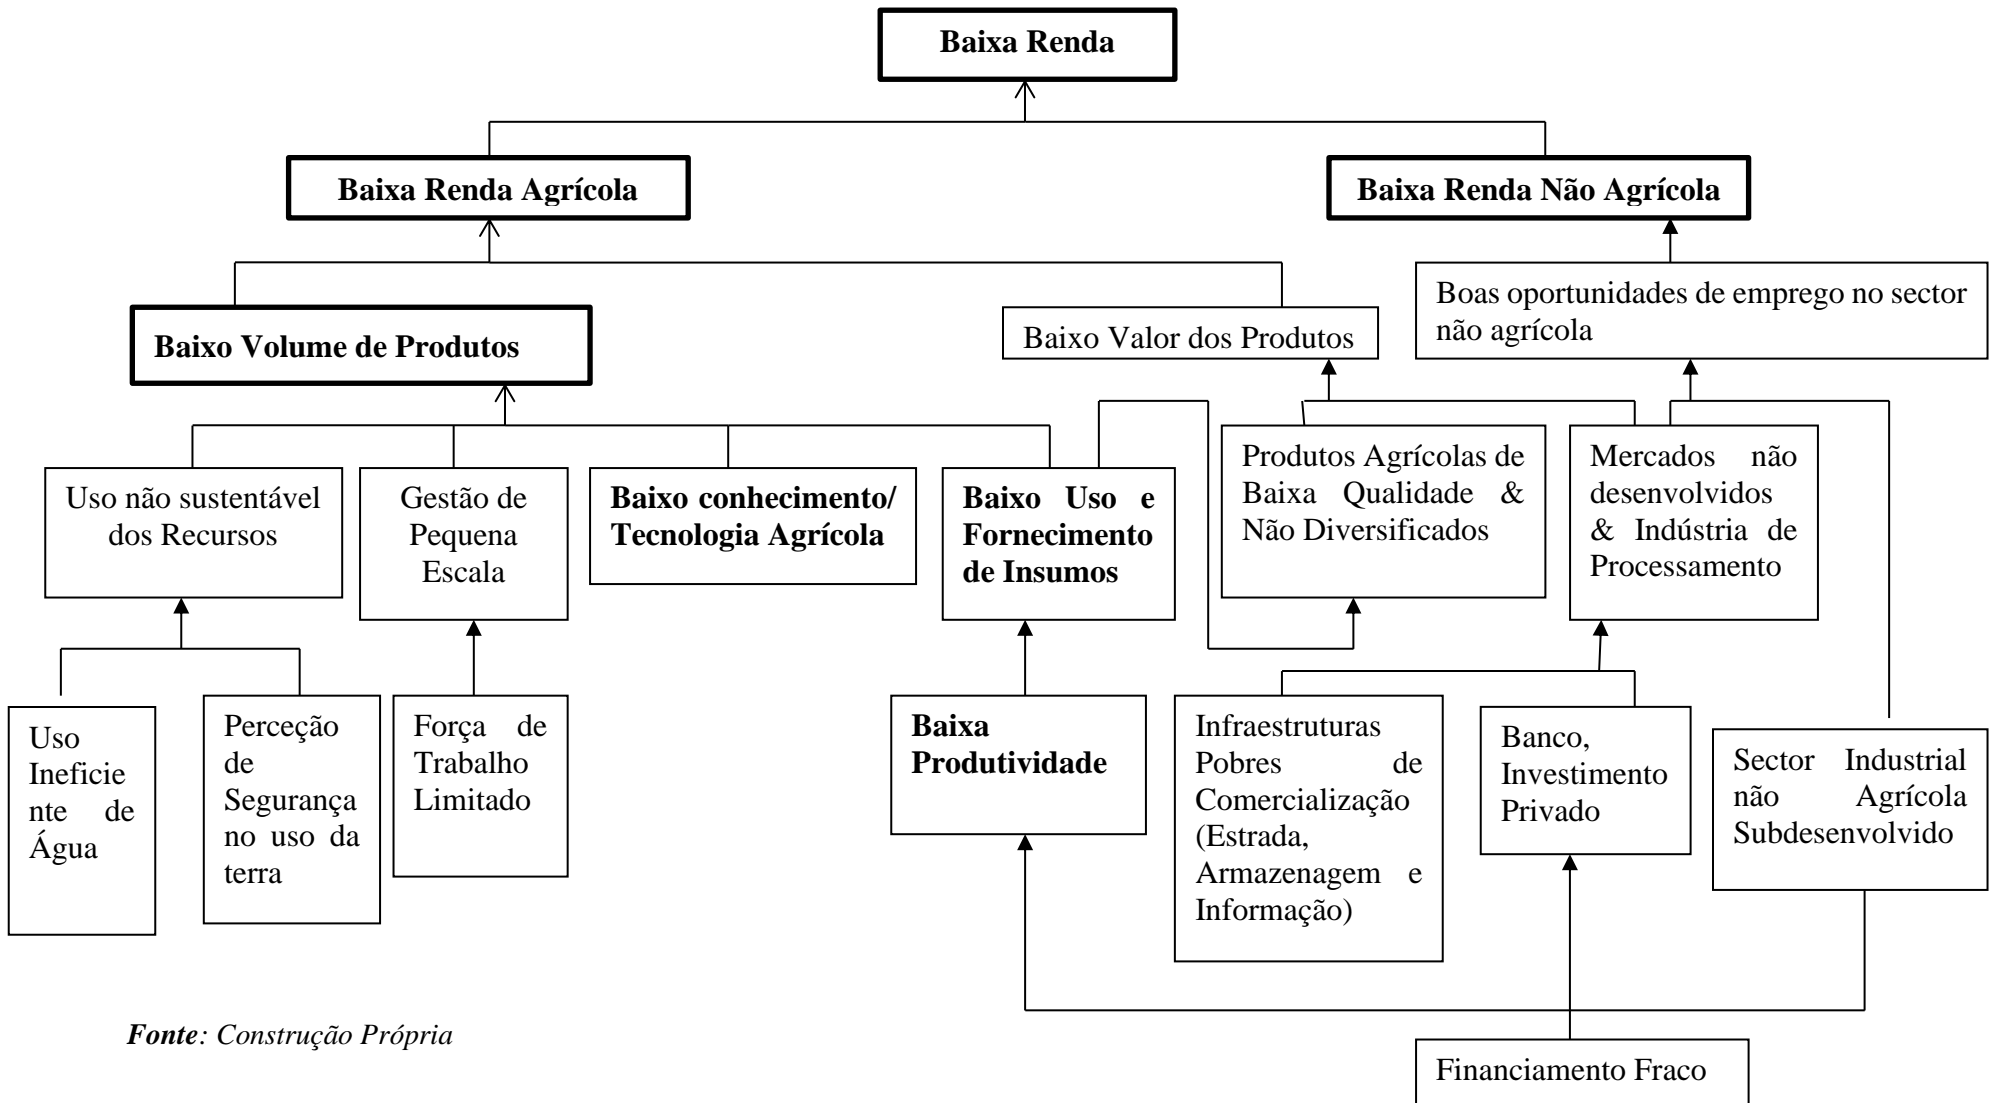 Baixa Renda
Baixa Renda Agrícola
Baixa Renda Não Agrícola
Baixo Volume de Produtos
Baixo Valor dos Produtos
Boas oportunidades de emprego no sector
não agrícola
Uso não sustentável
dos Recursos
Gestão de
Pequena
Escala
Baixo conhecimento/
Tecnologia Agrícola
Baixo Uso e
Fornecimento
de Insumos
Produtos Agrícolas de
Baixa Qualidade &
Não Diversificados
Mercados não
desenvolvidos
& Indústria de
Processamento
Uso
Ineficie
nte de
Água
Perceção
de
Segurança
no uso da
terra
Força de
Trabalho
Limitado
Baixa
Produtividade
Infraestruturas
Pobres de
Comercialização
(Estrada,
Armazenagem e
Informação)
Banco,
Investimento
Privado
Sector Industrial
não Agrícola
Subdesenvolvido
Fonte: Construção Própria
Financiamento Fraco